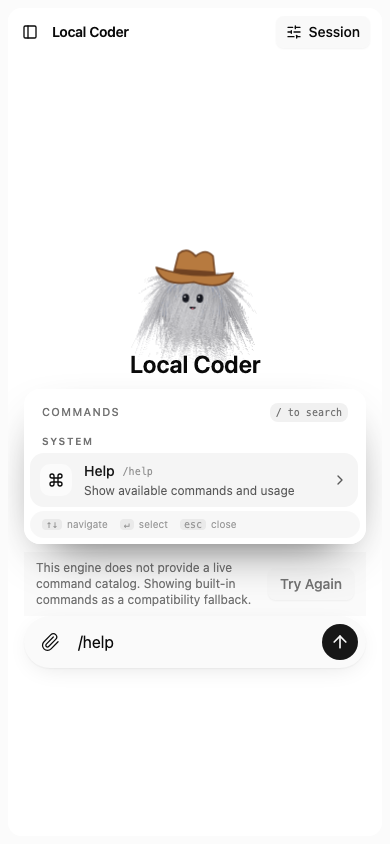 Local Coder
Session
Local Coder
COMMANDS
/ to search
SYSTEM
Help /help
Show available commands and usage
↑↓ navigate ↵ select esc close
This engine does not provide a live
command catalog. Showing built-in
commands as a compatibility fallback.
Try Again
/help